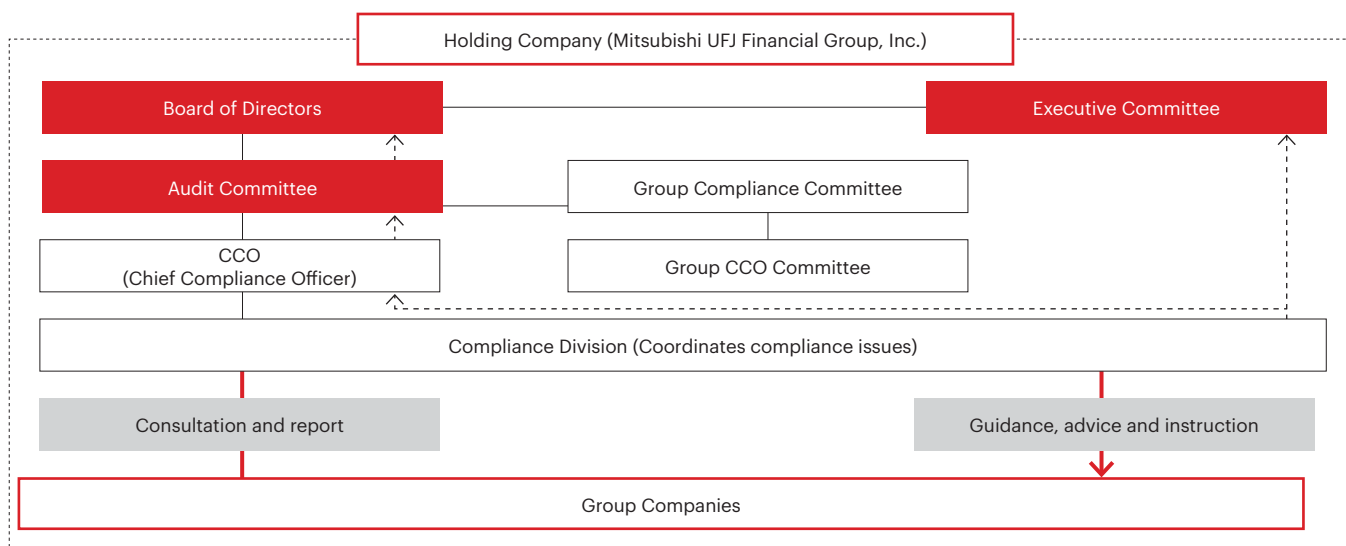 Holding Company (Mitsubishi UFJ Financial Group, Inc.)
Board of Directors
Executive Committee
Audit Committee
Group Compliance Committee
CCO
(Chief Compliance Officer)
Group CCO Committee
Compliance Division (Coordinates compliance issues)
Consultation and report
Guidance, advice and instruction
Group Companies